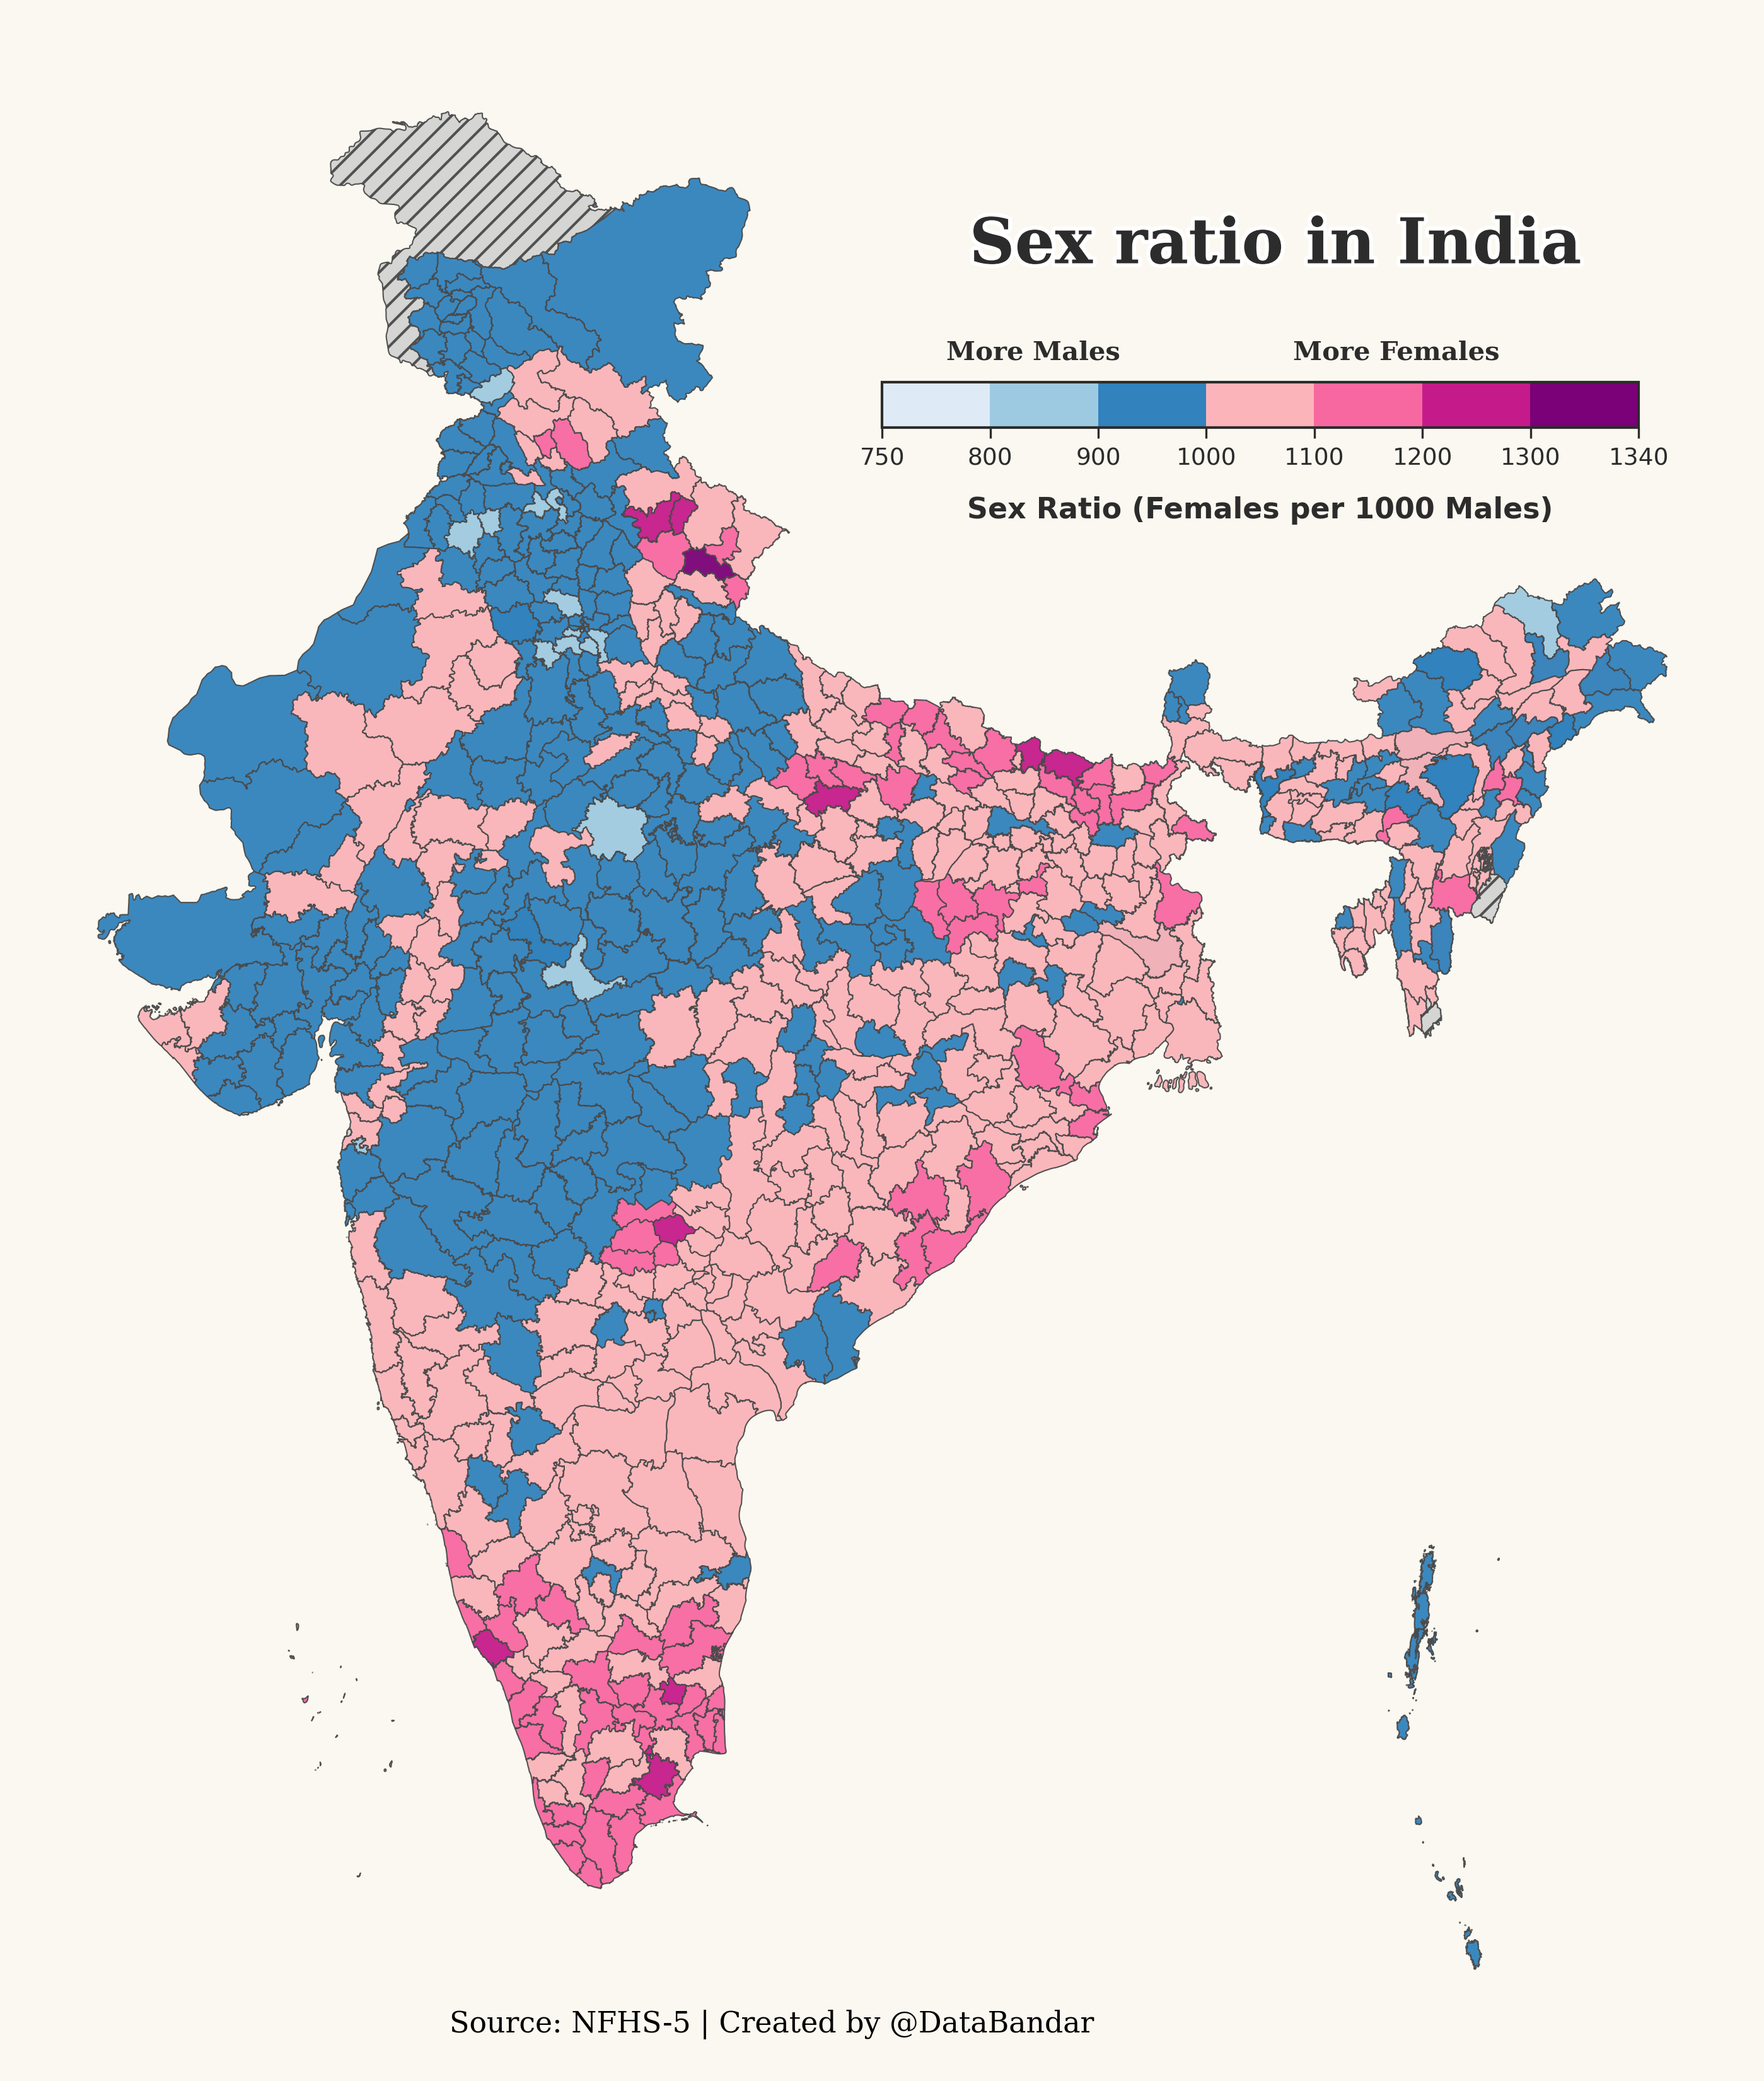 Sex ratio in India
More Males More Females
750 800 900 1000 1100 1200 1300 1340
Sex Ratio (Females per 1000 Males)
Source: NFHS-5 | Created by @DataBandar